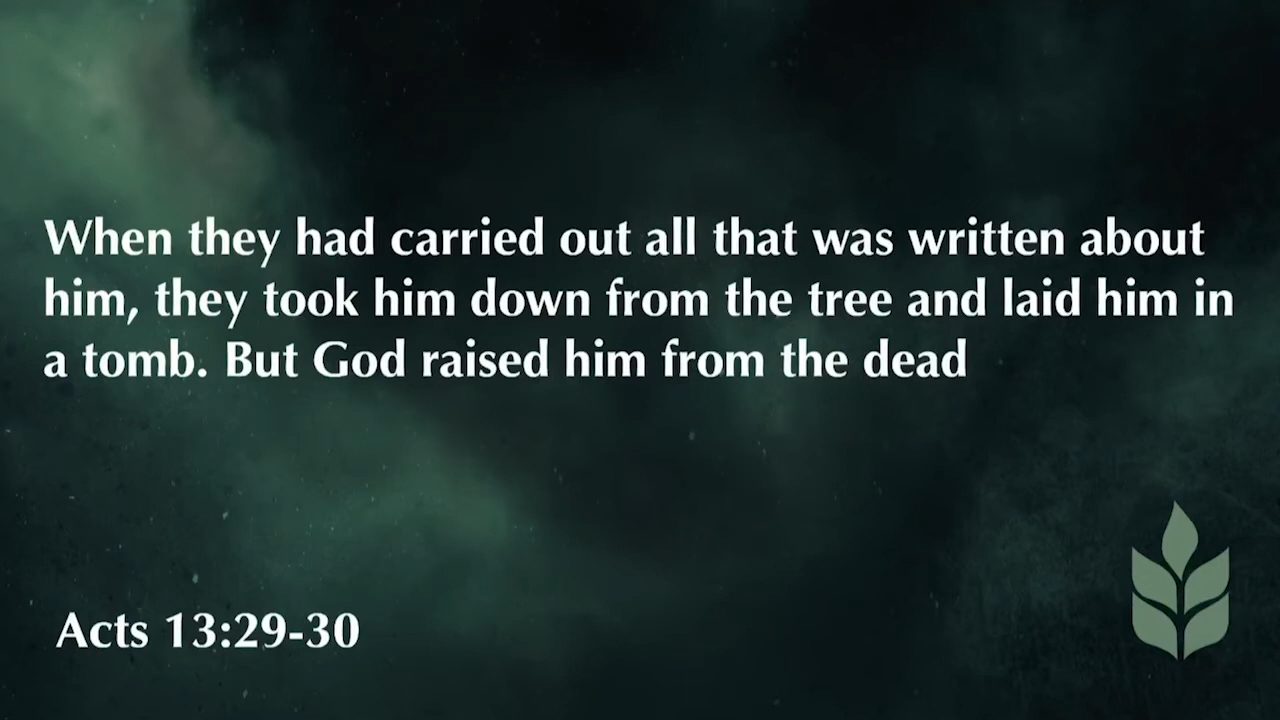 When they had carried out all that was written about
him, they took him down from the tree and laid him in
a tomb. But God raised him from the dead
Acts 13:29-30